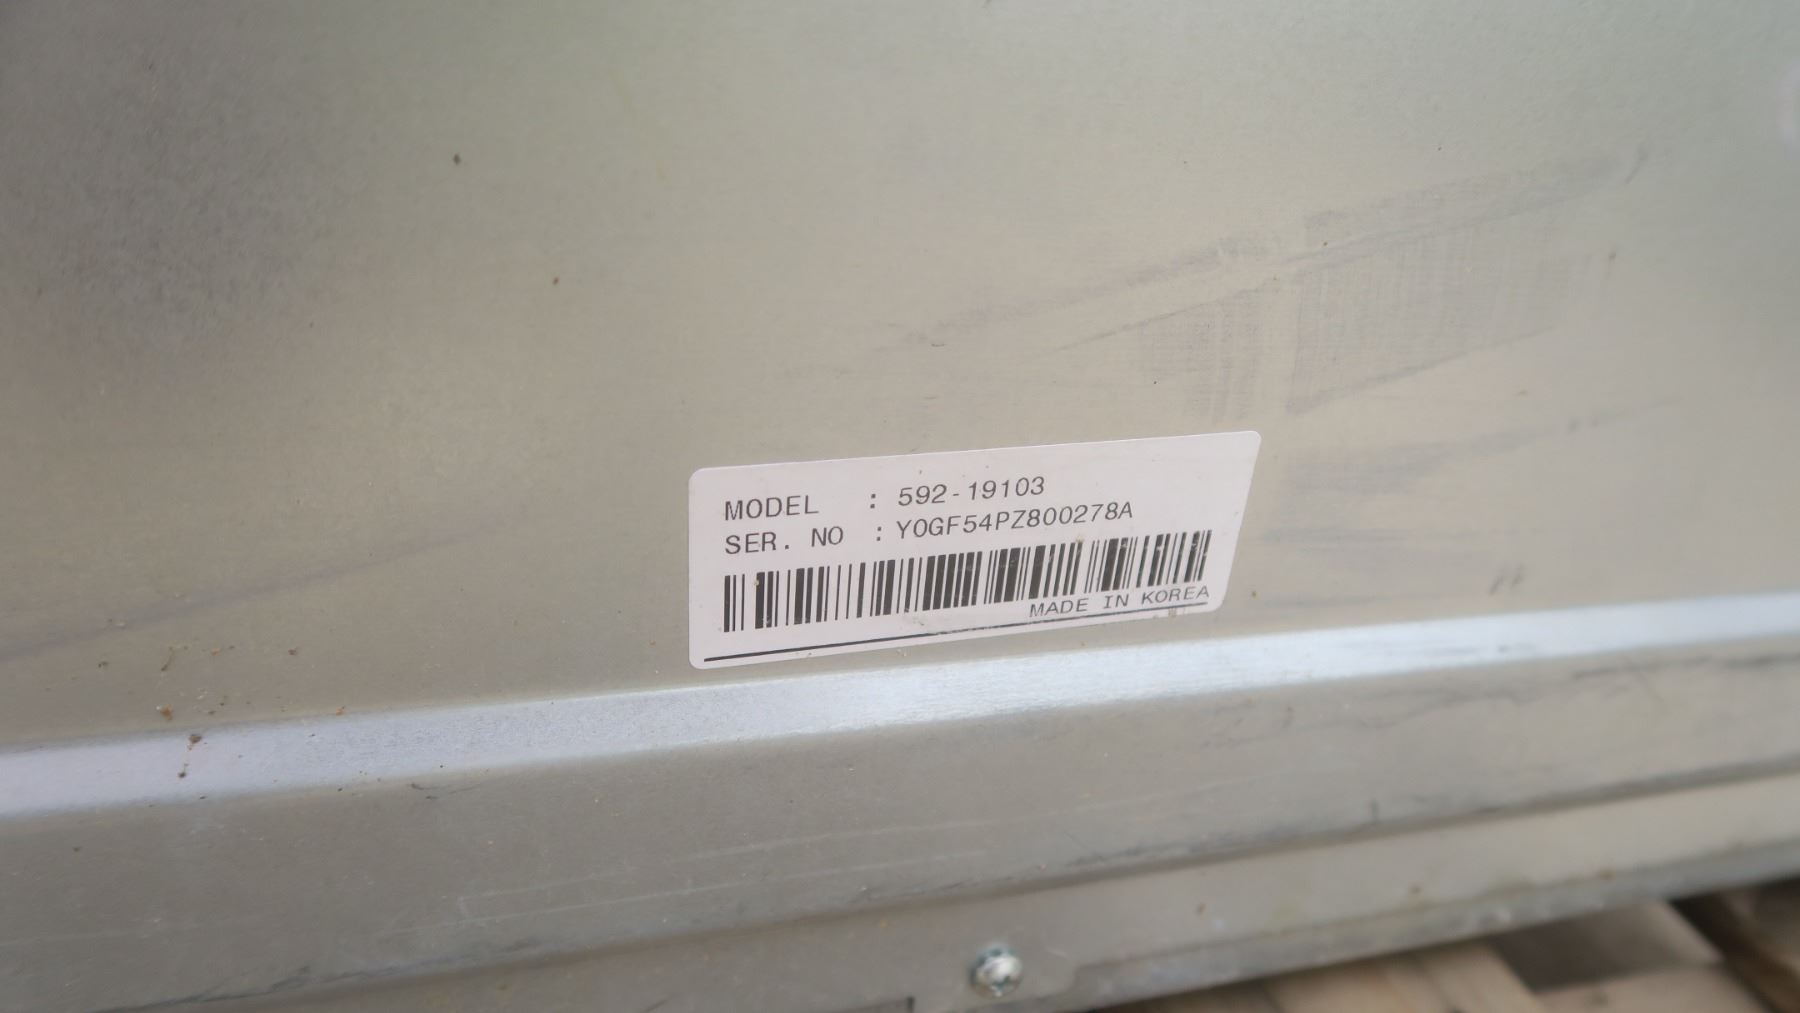 MODEL : 592-19103
SER. NO : Y0GF54PZ800278A
MADE IN KOREA